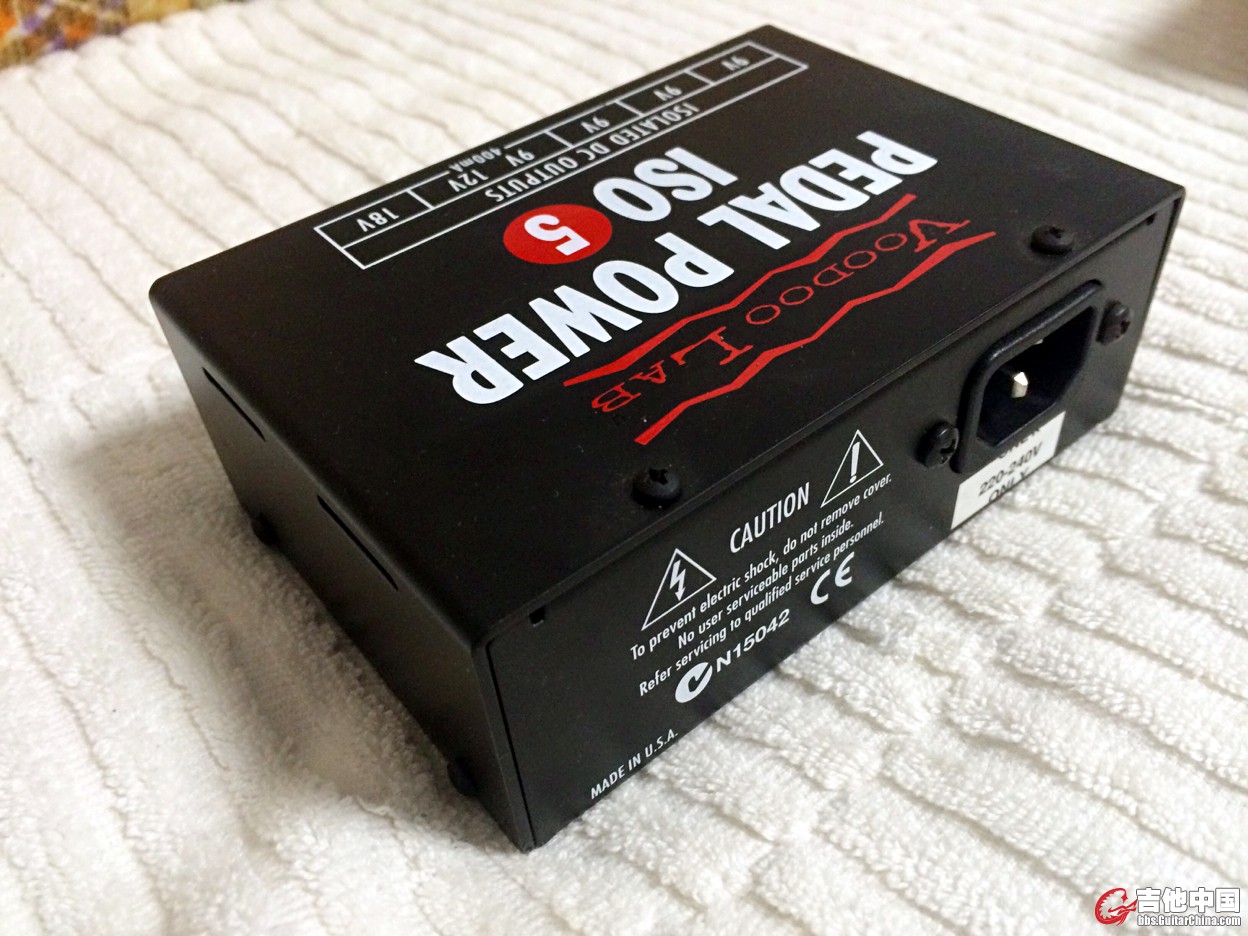 VOODOO LAB
PEDAL POWER
ISO 5
ISOLATED DC OUTPUTS
9V 9V 9V 9V 12V 18V
400mA
CAUTION
To prevent electric shock, do not remove cover.
No user serviceable parts inside.
Refer servicing to qualified service personnel.
N15042 CE
MADE IN U.S.A.
220-240V
ONLY
吉他中国
bbs.GuitarChina.com